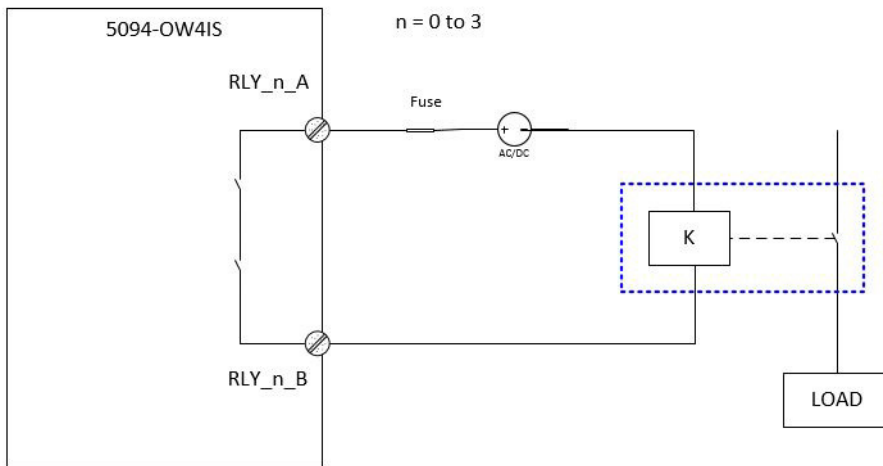 5094-OW4IS
n = 0 to 3
RLY_n_A
Fuse
+
AC/DC
K
RLY_n_B
LOAD